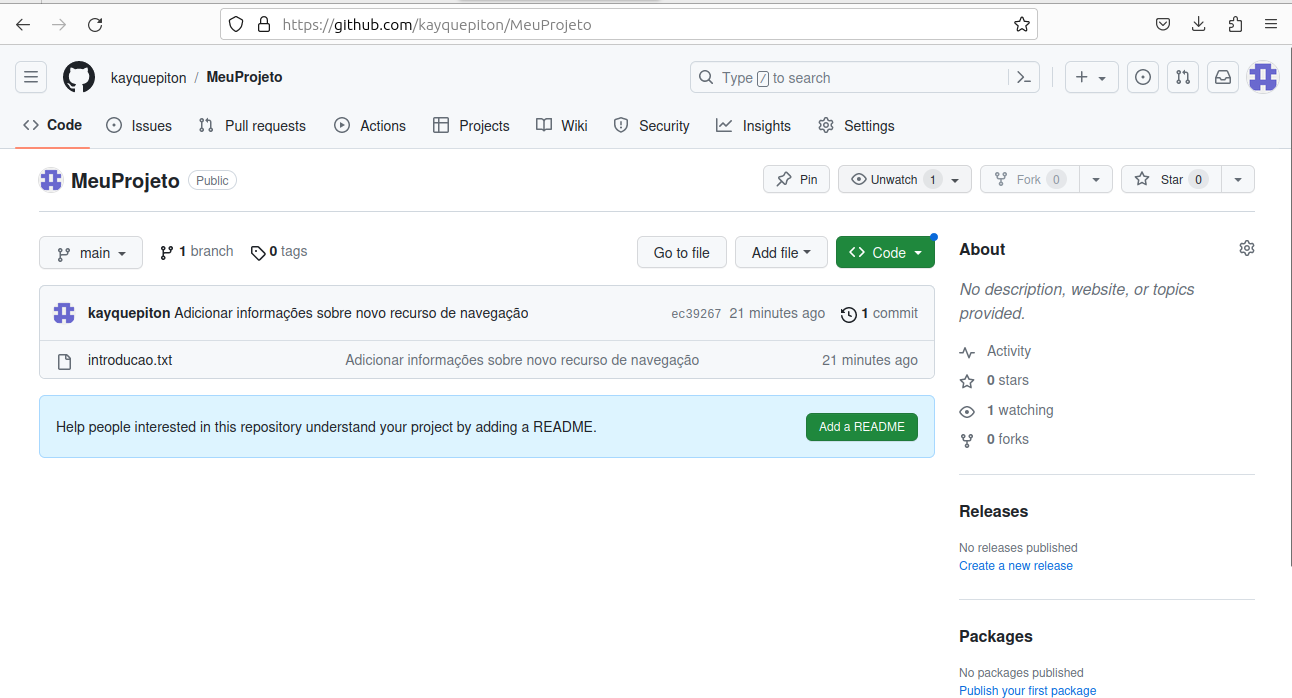 https://github.com/kayquepiton/MeuProjeto
kayquepiton / MeuProjeto
Type / to search
Code Issues Pull requests Actions Projects Wiki Security Insights Settings
MeuProjeto Public
Pin Unwatch 1 Fork 0 Star 0
main 1 branch 0 tags Go to file Add file Code
kayquepiton Adicionar informações sobre novo recurso de navegação ec39267 21 minutes ago 1 commit
introducao.txt Adicionar informações sobre novo recurso de navegação 21 minutes ago
Help people interested in this repository understand your project by adding a README. Add a README
About
No description, website, or topics
provided.
Activity
0 stars
1 watching
0 forks
Releases
No releases published
Create a new release
Packages
No packages published
Publish your first package